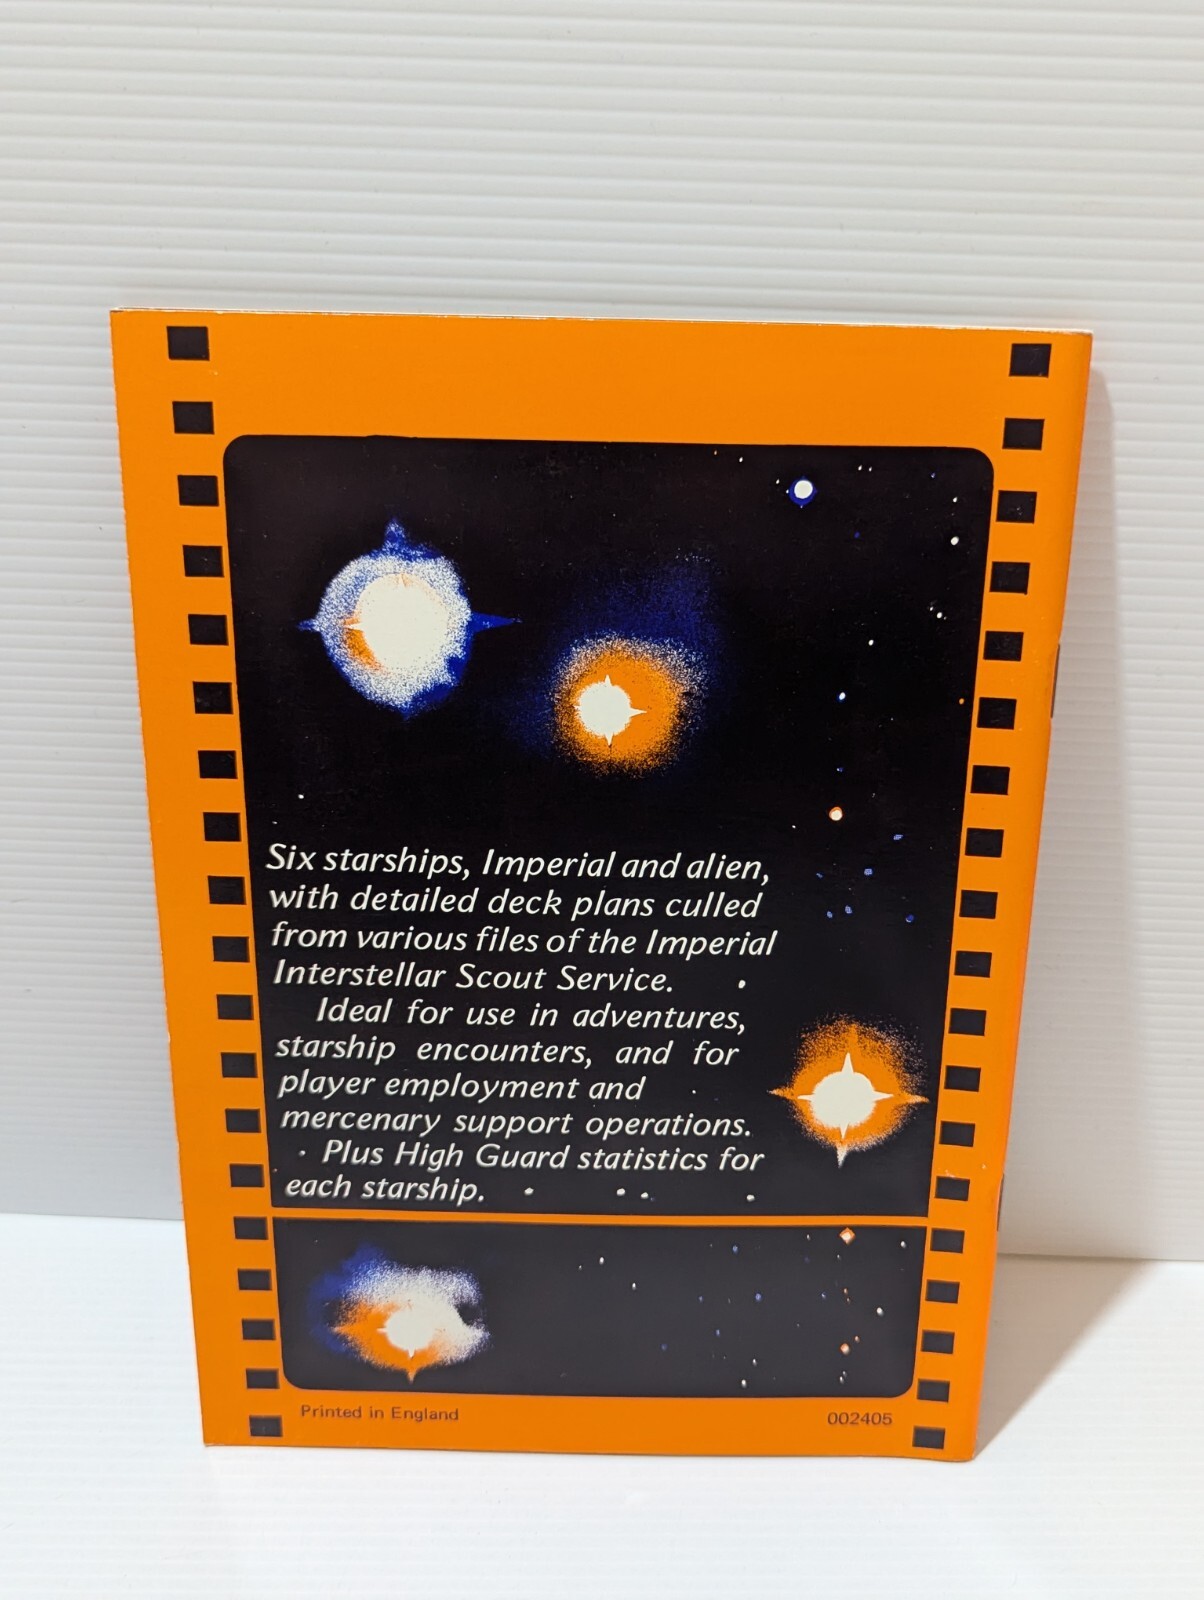 Six starships, Imperial and alien,
with detailed deck plans culled
from various files of the Imperial
Interstellar Scout Service.
Ideal for use in adventures,
starship encounters, and for
player employment and
mercenary support operations.
Plus High Guard statistics for
each starship.
Printed in England
002405